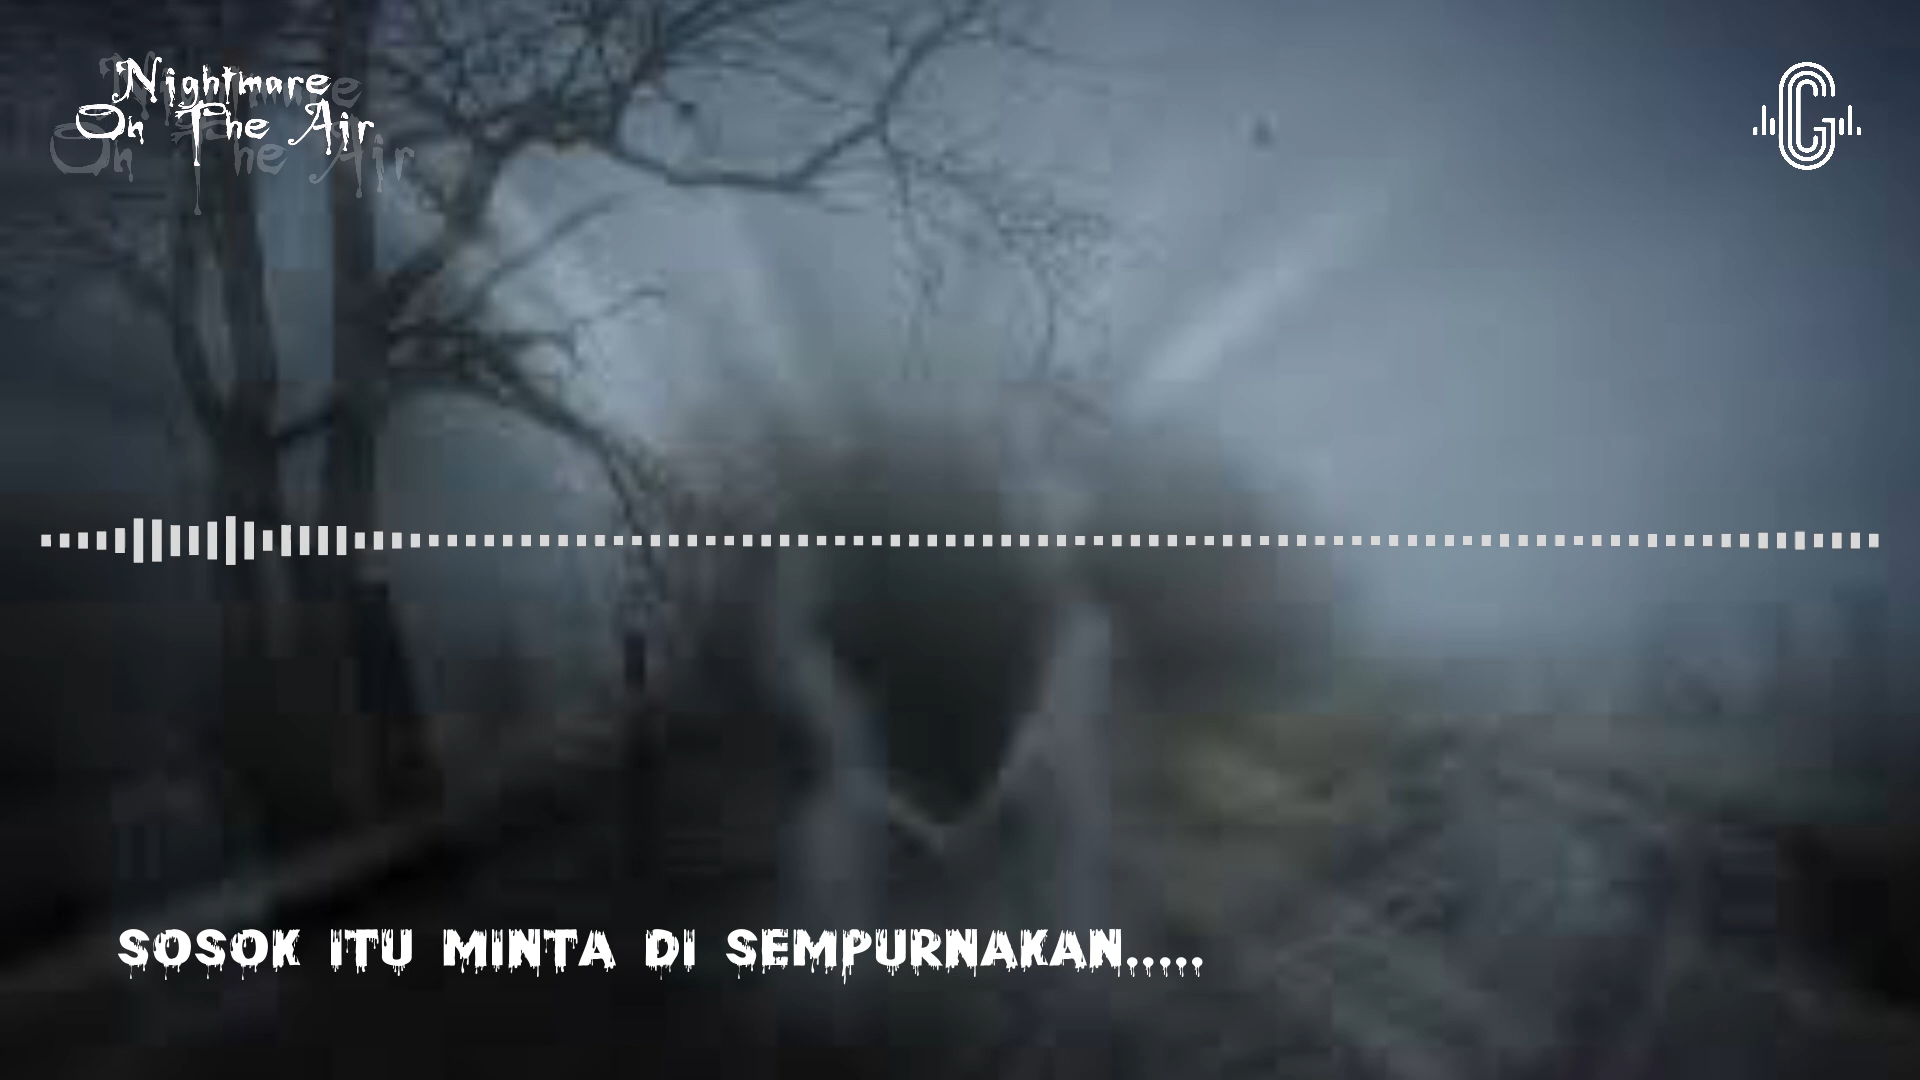 Nightmare
On The Air
G
SOSOK ITU MINTA DI SEMPURNAKAN.....